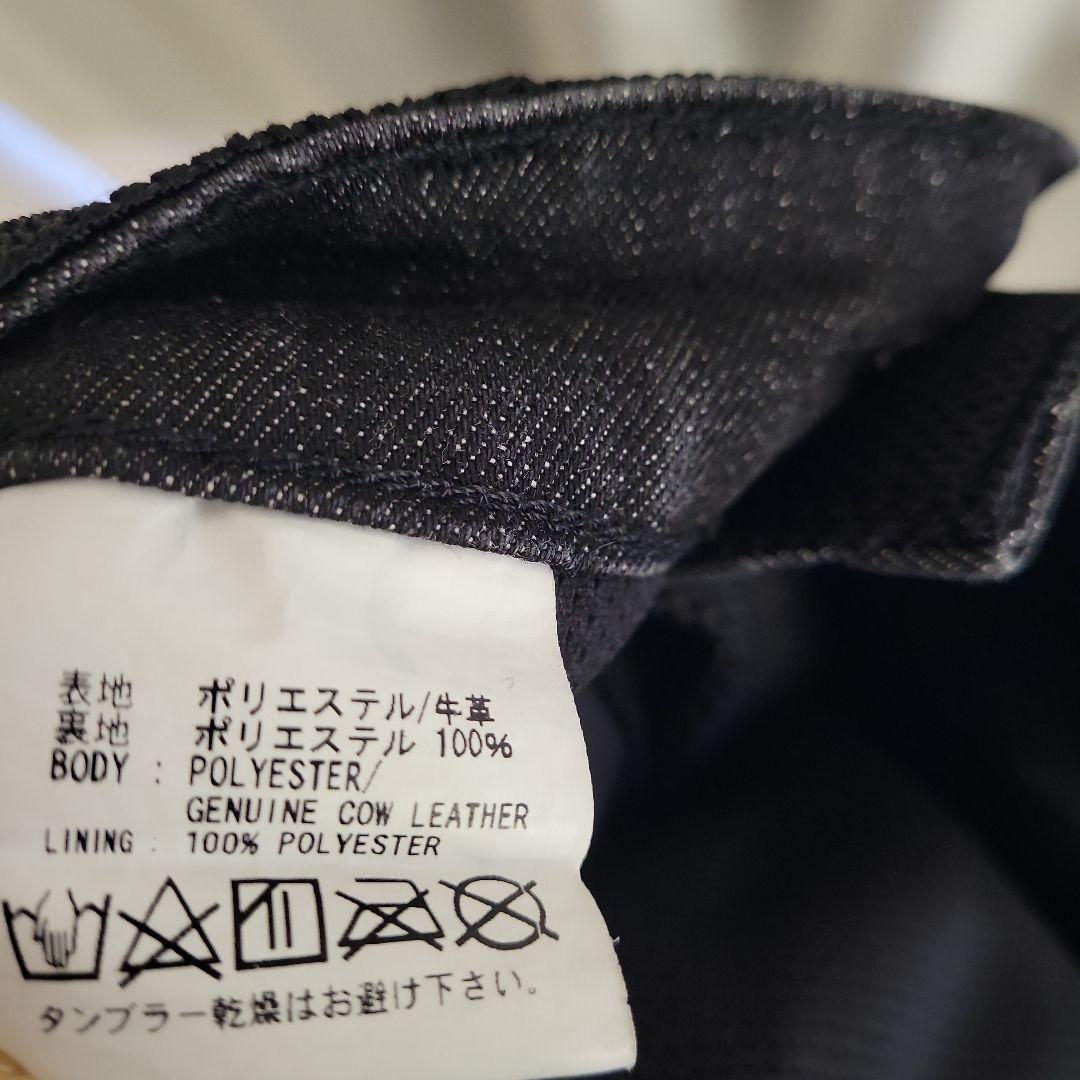 表地 ポリエステル/牛革
裏地 ポリエステル 100%
BODY : POLYESTER/
GENUINE COW LEATHER
LINING : 100% POLYESTER
タンブラー乾燥はお避け下さい。